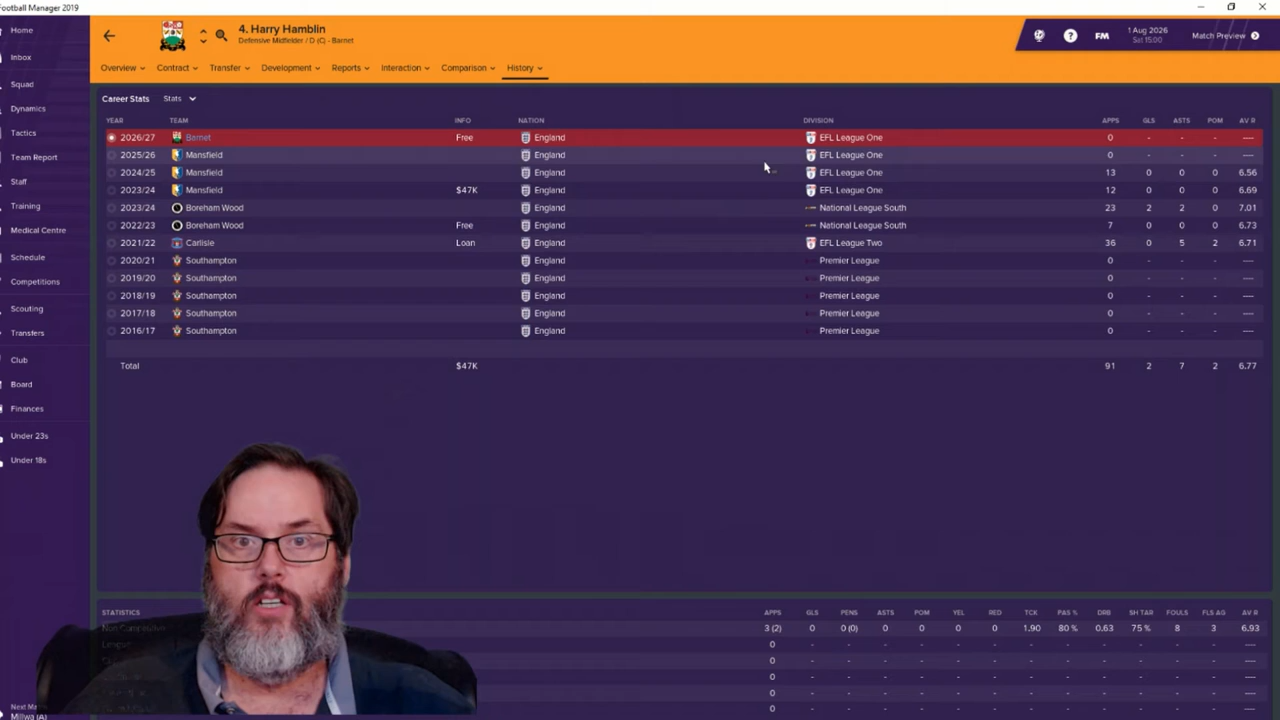 Football Manager 2019
Home
Inbox
Squad
Dynamics
Tactics
Team Report
Staff
Training
Medical Centre
Schedule
Competitions
Scouting
Transfers
Club
Board
Finances
Under 23s
Under 18s
4. Harry Hamblin
Defensive Midfielder / D (C) - Barnet
FM
1 Aug 2026
Sat 15:00
Match Preview
Overview Contract Transfer Development Reports Interaction Comparison History
Career Stats Stats
YEAR TEAM INFO NATION DIVISION APPS GLS ASTS POM AV R
2026/27 Barnet Free England EFL League One 0 - - - ----
2025/26 Mansfield England EFL League One 0 - - - ----
2024/25 Mansfield England EFL League One 13 0 0 0 6.56
2023/24 Mansfield $47K England EFL League One 12 0 0 0 6.69
2023/24 Boreham Wood England National League South 23 2 2 0 7.01
2022/23 Boreham Wood Free England National League South 7 0 0 0 6.73
2021/22 Carlisle Loan England EFL League Two 36 0 5 2 6.71
2020/21 Southampton England Premier League 0 - - - ----
2019/20 Southampton England Premier League 0 - - - ----
2018/19 Southampton England Premier League 0 - - - ----
2017/18 Southampton England Premier League 0 - - - ----
2016/17 Southampton England Premier League 0 - - - ----
Total $47K 91 2 7 2 6.77
STATISTICS APPS GLS PENS ASTS POM YEL RED TCK PAS % DRB SH TAR FOULS FLS AG AV R
Non Competitive 3 (2) 0 0 (0) 0 0 0 0 1.90 80 % 0.63 75 % 8 3 6.93
League 0 - - - - - - - - - - - - ----
0 - - - - - - - - - - - - ----
0 - - - - - - - - - - - - ----
0 - - - - - - - - - - - - ----
0 - - - - - - - - - - - - ----
Millwa (A)